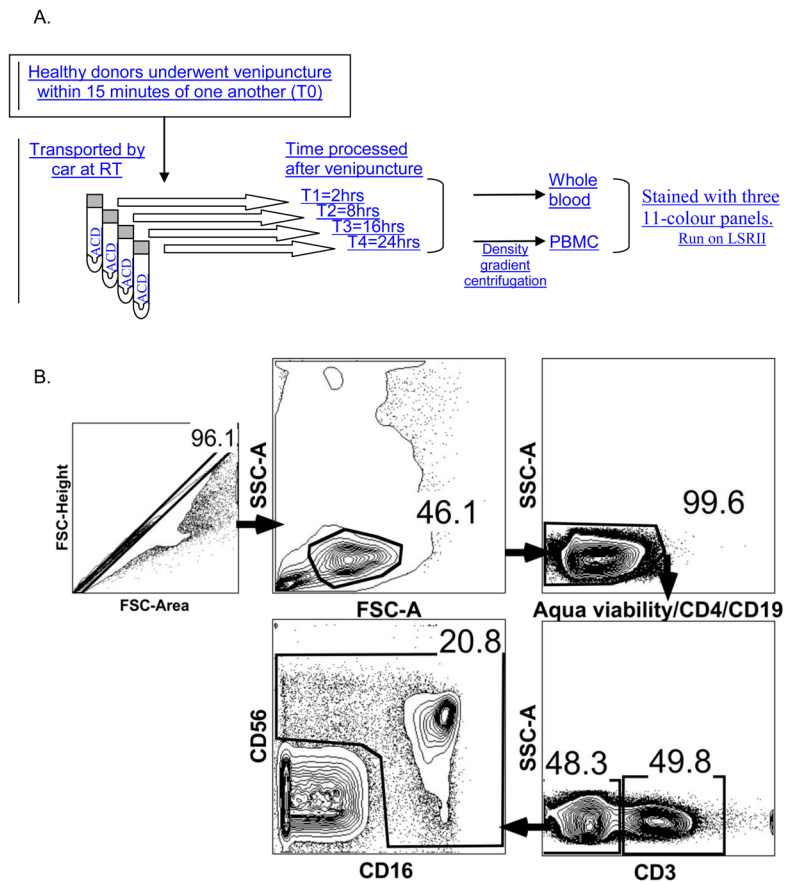 A.
Healthy donors underwent venipuncture
within 15 minutes of one another (T0)
Transported by
car at RT
Time processed
after venipuncture
T1=2hrs
T2=8hrs
T3=16hrs
T4=24hrs
ACD
ACD
ACD
ACD
Whole
blood
PBMC
Density
gradient
centrifugation
Stained with three
11-colour panels.
Run on LSRII
B.
96.1
FSC-Height
FSC-Area
SSC-A
46.1
FSC-A
SSC-A
99.6
Aqua viability/CD4/CD19
CD56
20.8
CD16
SSC-A
48.3
49.8
CD3